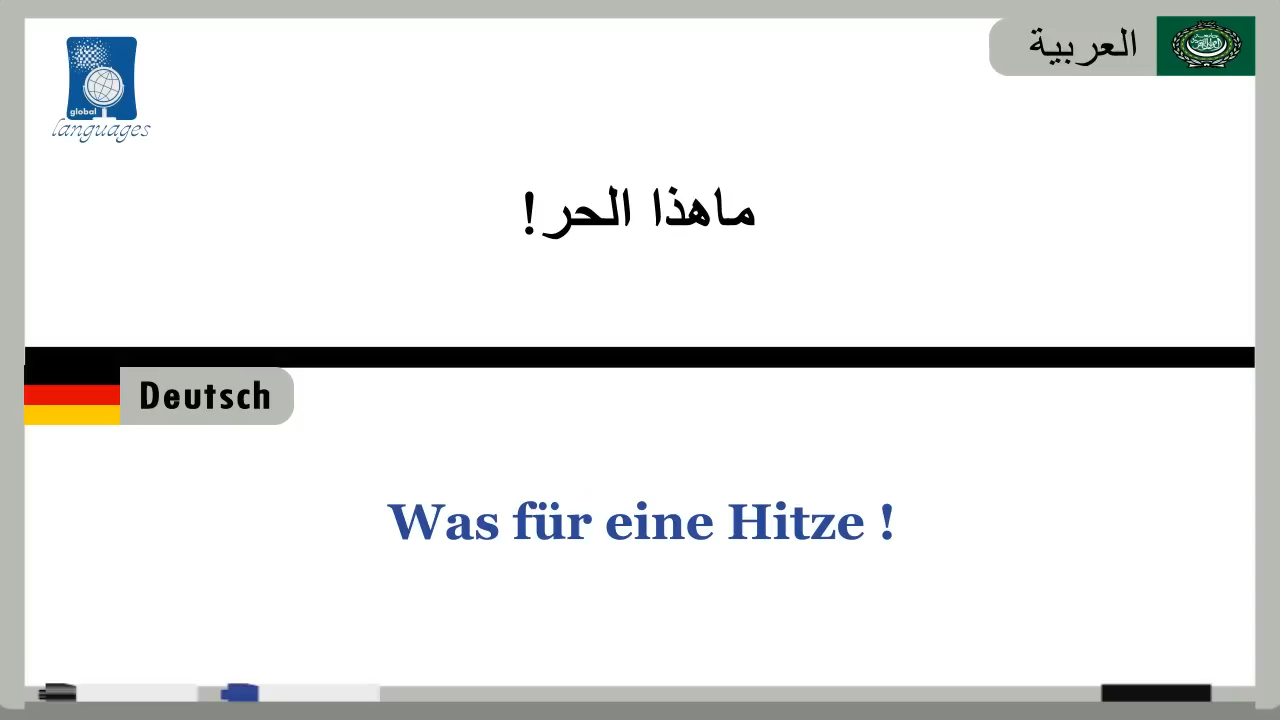 العربية
global
languages
ماهذا الحر!
Deutsch
Was für eine Hitze !